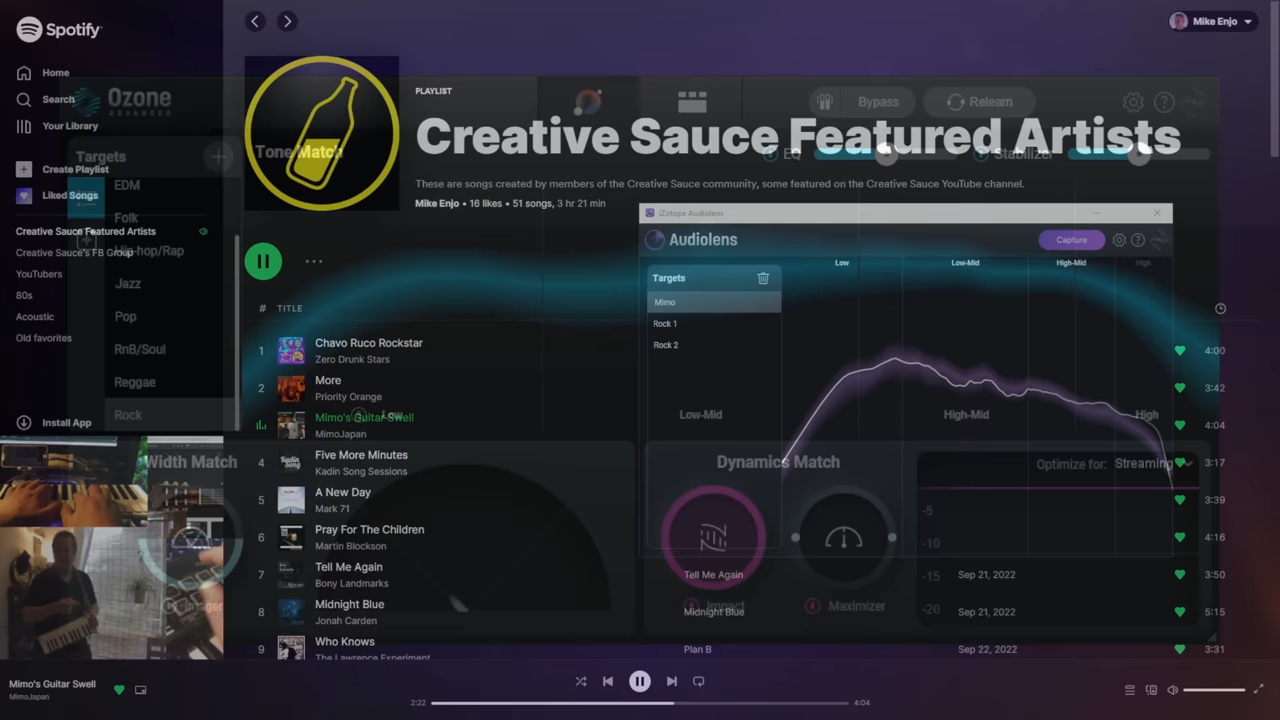 Spotify
Mike Enjo
Home
Search
Your Library
Create Playlist
Liked Songs
Creative Sauce Featured Artists
Creative Sauce's FB Group
YouTubers
80s
Acoustic
Old favorites
Install App
Ozone
ADVANCED
Targets
EDM
Folk
Hip-hop/Rap
Jazz
Pop
RnB/Soul
Reggae
Rock
Tone Match
PLAYLIST
Bypass
Relearn
Creative Sauce Featured Artists
EQ
Stabilizer
These are songs created by members of the Creative Sauce community, some featured on the Creative Sauce YouTube channel.
Mike Enjo • 16 likes • 51 songs, 3 hr 21 min
iZotope Audiolens
Audiolens
Capture
Targets
Mimo
Rock 1
Rock 2
Low
Low-Mid
High-Mid
High
Low
Low-Mid
High-Mid
High
# TITLE
1 Chavo Ruco Rockstar 4:00
Zero Drunk Stars
2 More 3:42
Priority Orange
Mimo's Guitar Swell 4:04
MimoJapan
4 Five More Minutes 3:17
Kadin Song Sessions
5 A New Day 3:39
Mark 71
6 Pray For The Children 4:16
Martin Blockson
7 Tell Me Again Tell Me Again Sep 21, 2022 3:50
Bony Landmarks
8 Midnight Blue Midnight Blue Sep 21, 2022 5:15
Jonah Carden
9 Who Knows Plan B Sep 22, 2022 3:31
The Lawrence Experiment
Width Match
Imager
Dynamics Match
Impact
Maximizer
Optimize for: Streaming
-5
-10
-15
-20
Mimo's Guitar Swell
MimoJapan
2:22
4:04